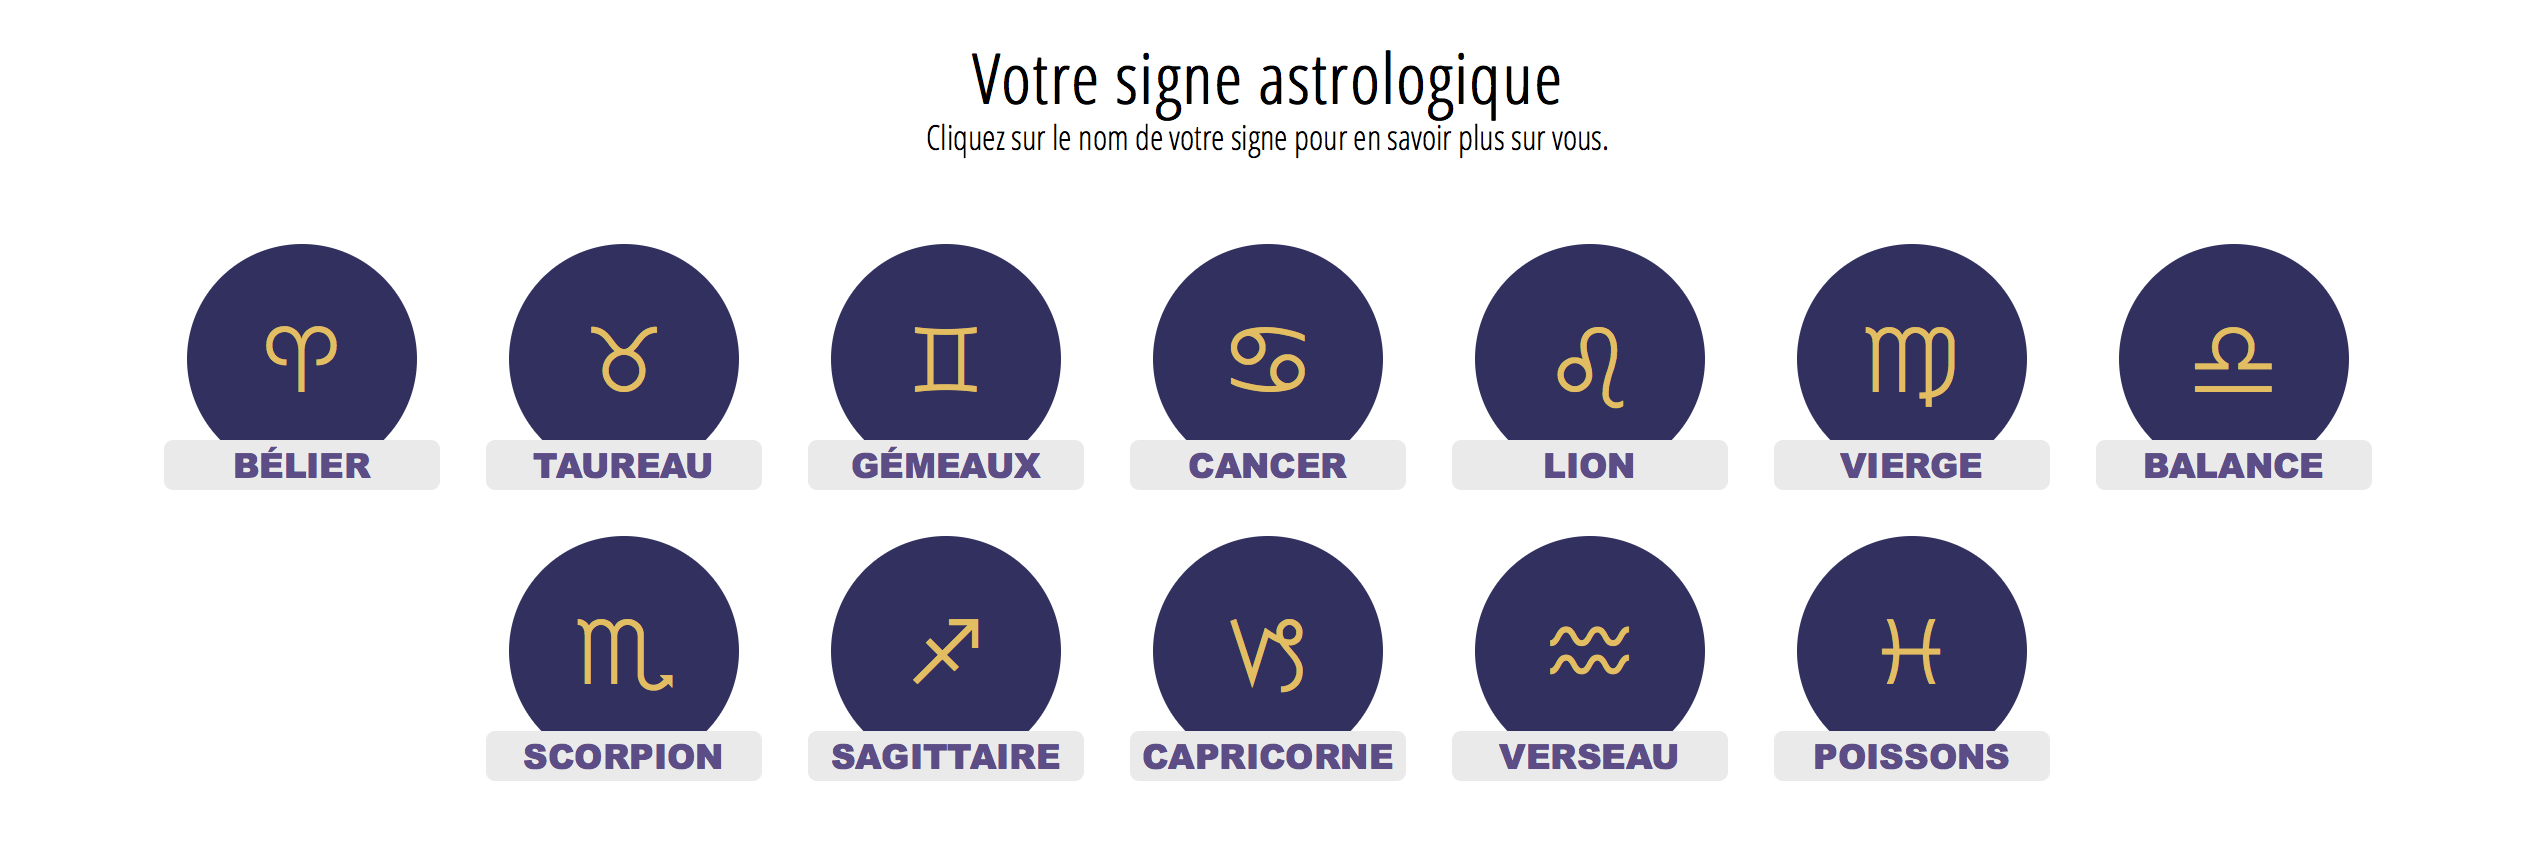 Votre signe astrologique
Cliquez sur le nom de votre signe pour en savoir plus sur vous.
BÉLIER TAUREAU GÉMEAUX CANCER LION VIERGE BALANCE
SCORPION SAGITTAIRE CAPRICORNE VERSEAU POISSONS